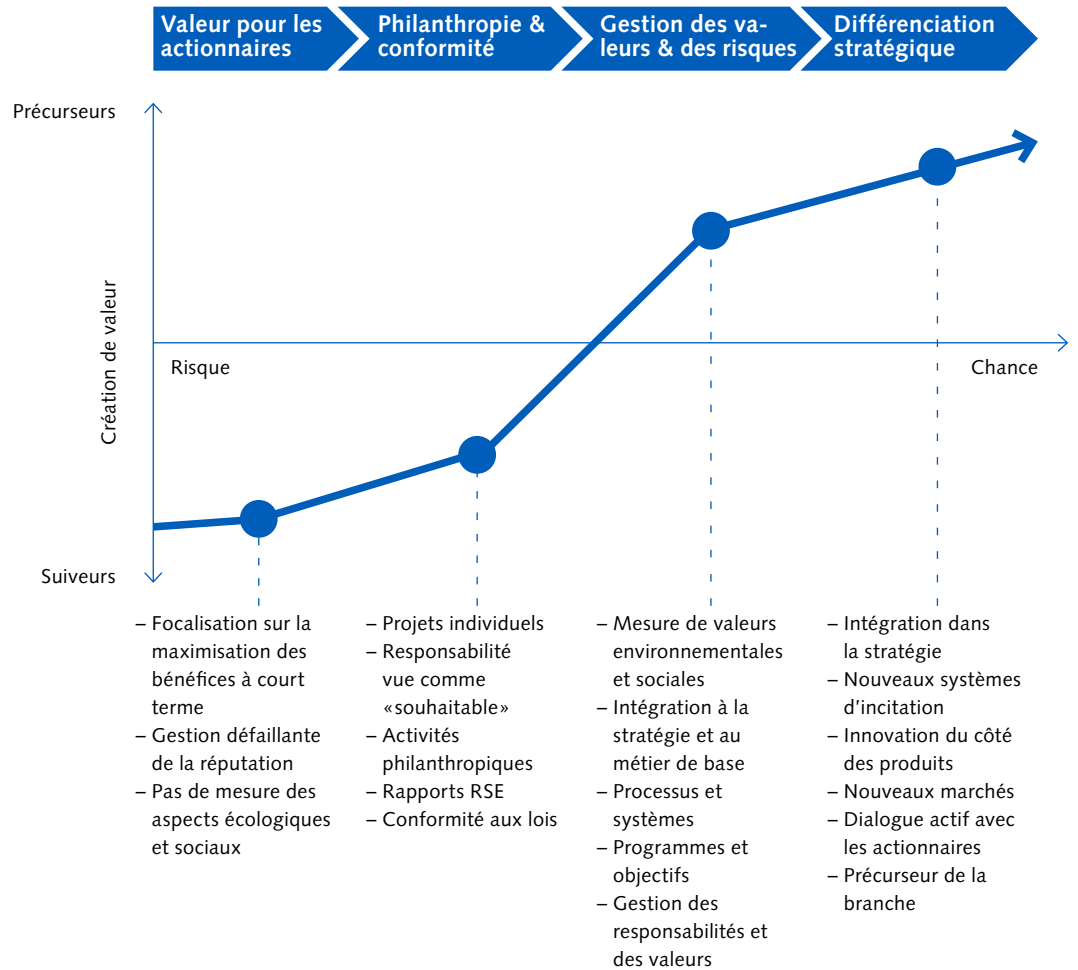 Valeur pour les
actionnaires
Philanthropie &
conformité
Gestion des va-
leurs & des risques
Différenciation
stratégique
Précurseurs
Création de valeur
Risque
Chance
Suiveurs
– Focalisation sur la
maximisation des
bénéfices à court
terme
– Gestion défaillante
de la réputation
– Pas de mesure des
aspects écologiques
et sociaux
– Projets individuels
– Responsabilité
vue comme
«souhaitable»
– Activités
philanthropiques
– Rapports RSE
– Conformité aux lois
– Mesure de valeurs
environnementales
et sociales
– Intégration à la
stratégie et au
métier de base
– Processus et
systèmes
– Programmes et
objectifs
– Gestion des
responsabilités et
des valeurs
– Intégration dans
la stratégie
– Nouveaux systèmes
d’incitation
– Innovation du côté
des produits
– Nouveaux marchés
– Dialogue actif avec
les actionnaires
– Précurseur de la
branche